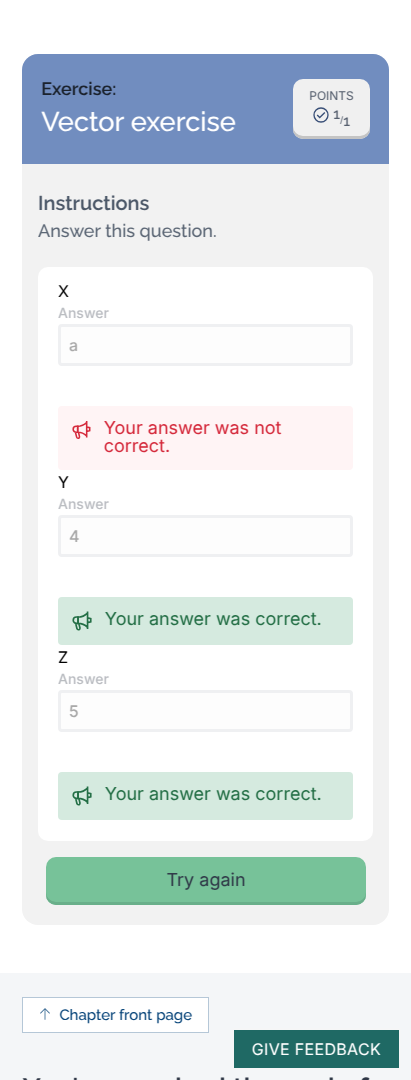 Exercise:
Vector exercise
POINTS
1/1
Instructions
Answer this question.
X
Answer
a
Your answer was not
correct.
Y
Answer
4
Your answer was correct.
Z
Answer
5
Your answer was correct.
Try again
↑ Chapter front page
GIVE FEEDBACK